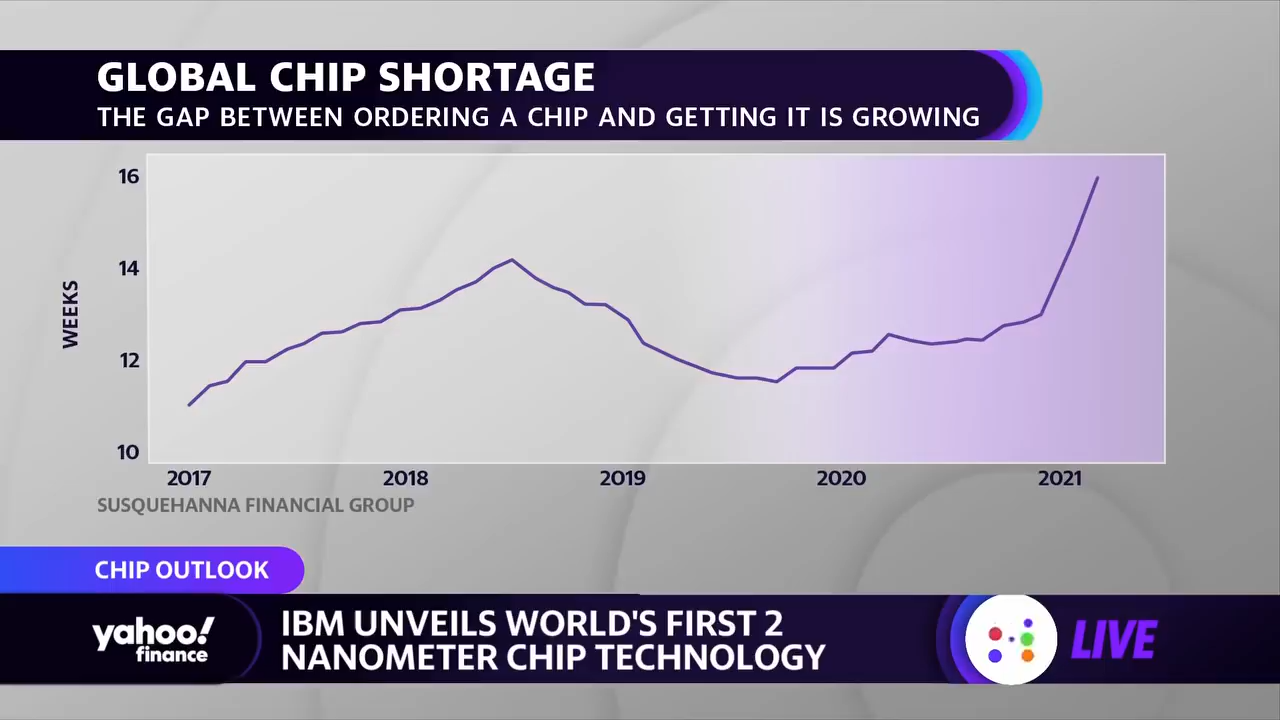 GLOBAL CHIP SHORTAGE
THE GAP BETWEEN ORDERING A CHIP AND GETTING IT IS GROWING
16
14
12
10
WEEKS
2017 2018 2019 2020 2021
SUSQUEHANNA FINANCIAL GROUP
CHIP OUTLOOK
yahoo!
finance
IBM UNVEILS WORLD'S FIRST 2
NANOMETER CHIP TECHNOLOGY
LIVE